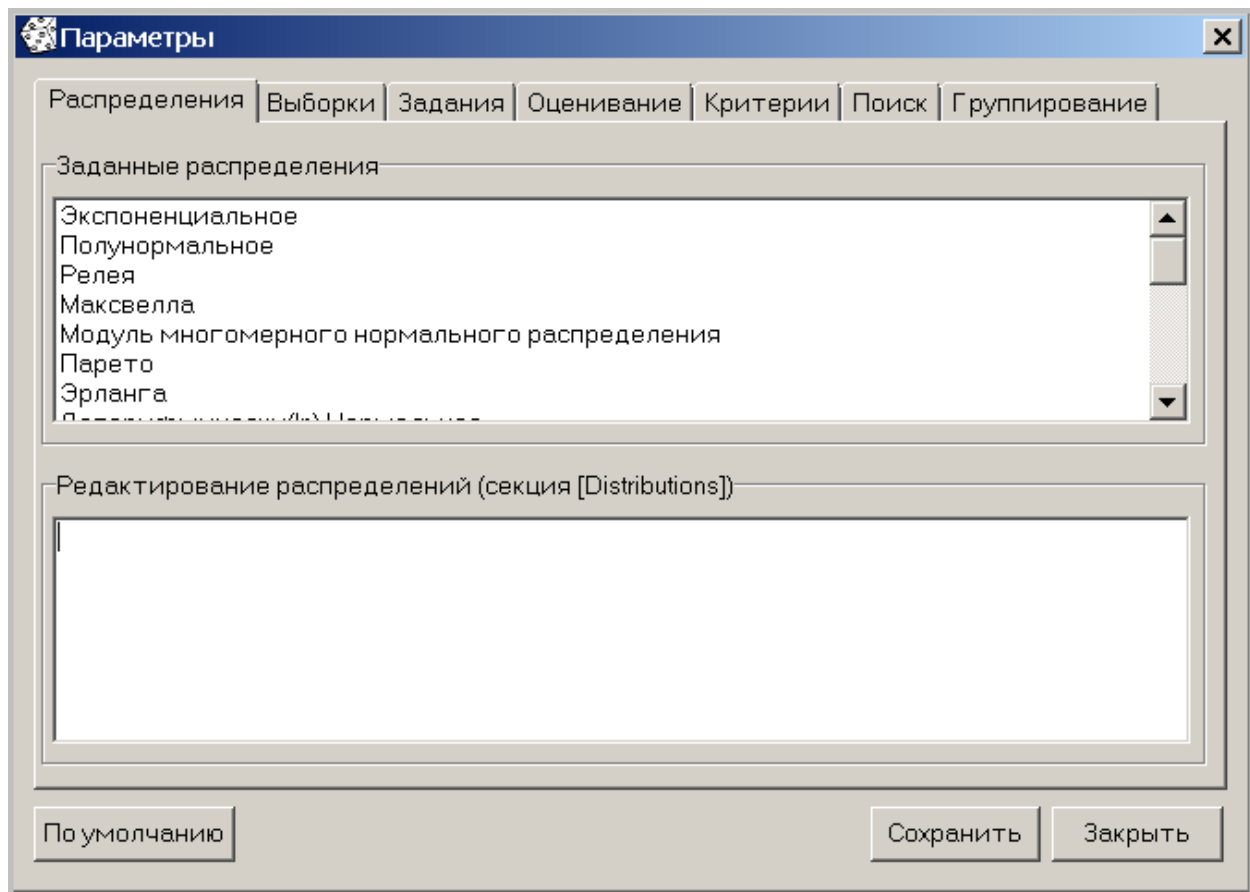 Параметры
Распределения Выборки Задания Оценивание Критерии Поиск Группирование
Заданные распределения
Экспоненциальное
Полунормальное
Релея
Максвелла
Модуль многомерного нормального распределения
Парето
Эрланга
Редактирование распределений (секция [Distributions])
По умолчанию Сохранить Закрыть